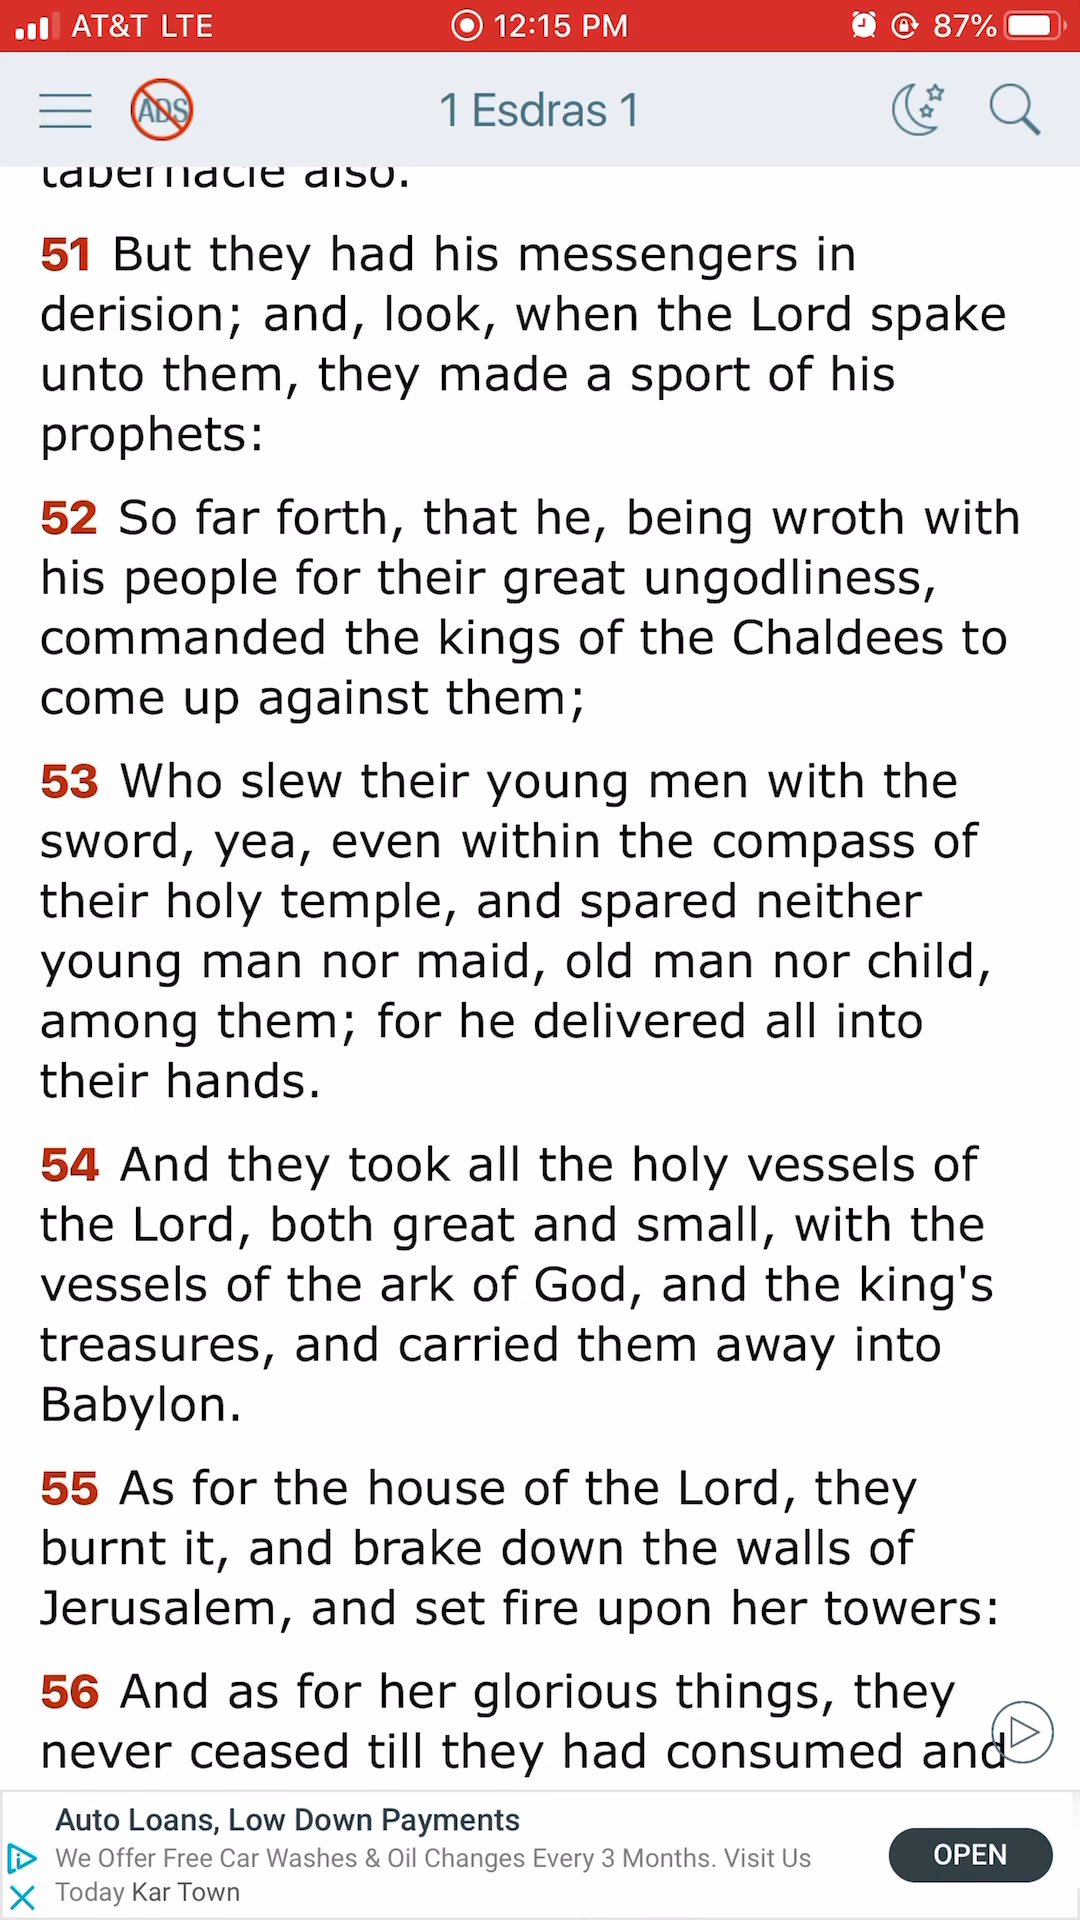 AT&T LTE 12:15 PM 87%
ADS 1 Esdras 1
tabernacle also.
51 But they had his messengers in
derision; and, look, when the Lord spake
unto them, they made a sport of his
prophets:
52 So far forth, that he, being wroth with
his people for their great ungodliness,
commanded the kings of the Chaldees to
come up against them;
53 Who slew their young men with the
sword, yea, even within the compass of
their holy temple, and spared neither
young man nor maid, old man nor child,
among them; for he delivered all into
their hands.
54 And they took all the holy vessels of
the Lord, both great and small, with the
vessels of the ark of God, and the king's
treasures, and carried them away into
Babylon.
55 As for the house of the Lord, they
burnt it, and brake down the walls of
Jerusalem, and set fire upon her towers:
56 And as for her glorious things, they
never ceased till they had consumed and
Auto Loans, Low Down Payments
We Offer Free Car Washes & Oil Changes Every 3 Months. Visit Us
Today Kar Town
OPEN